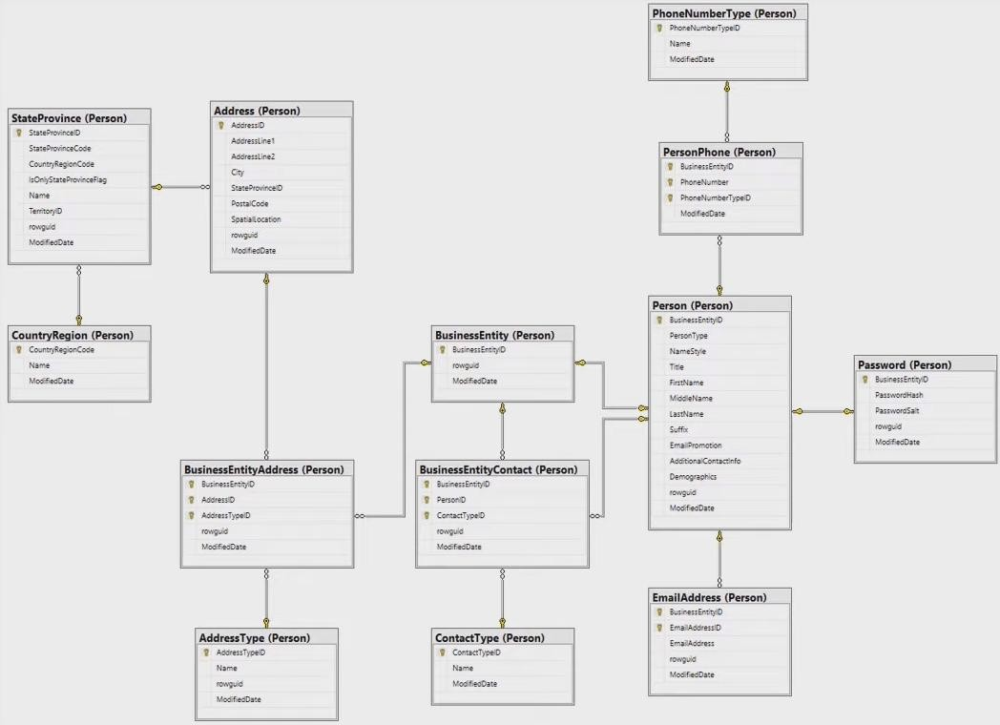 PhoneNumberType (Person)
PhoneNumberTypeID
Name
ModifiedDate
StateProvince (Person)
StateProvinceID
StateProvinceCode
CountryRegionCode
IsOnlyStateProvinceFlag
Name
TerritoryID
rowguid
ModifiedDate
Address (Person)
AddressID
AddressLine1
AddressLine2
City
StateProvinceID
PostalCode
SpatialLocation
rowguid
ModifiedDate
PersonPhone (Person)
BusinessEntityID
PhoneNumber
PhoneNumberTypeID
ModifiedDate
CountryRegion (Person)
CountryRegionCode
Name
ModifiedDate
BusinessEntity (Person)
BusinessEntityID
rowguid
ModifiedDate
Person (Person)
BusinessEntityID
PersonType
NameStyle
Title
FirstName
MiddleName
LastName
Suffix
EmailPromotion
AdditionalContactInfo
Demographics
rowguid
ModifiedDate
Password (Person)
BusinessEntityID
PasswordHash
PasswordSalt
rowguid
ModifiedDate
BusinessEntityAddress (Person)
BusinessEntityID
AddressID
AddressTypeID
rowguid
ModifiedDate
BusinessEntityContact (Person)
BusinessEntityID
PersonID
ContactTypeID
rowguid
ModifiedDate
EmailAddress (Person)
BusinessEntityID
EmailAddressID
EmailAddress
rowguid
ModifiedDate
AddressType (Person)
AddressTypeID
Name
rowguid
ModifiedDate
ContactType (Person)
ContactTypeID
Name
ModifiedDate